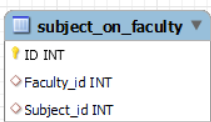 subject_on_faculty
ID INT
Faculty_id INT
Subject_id INT